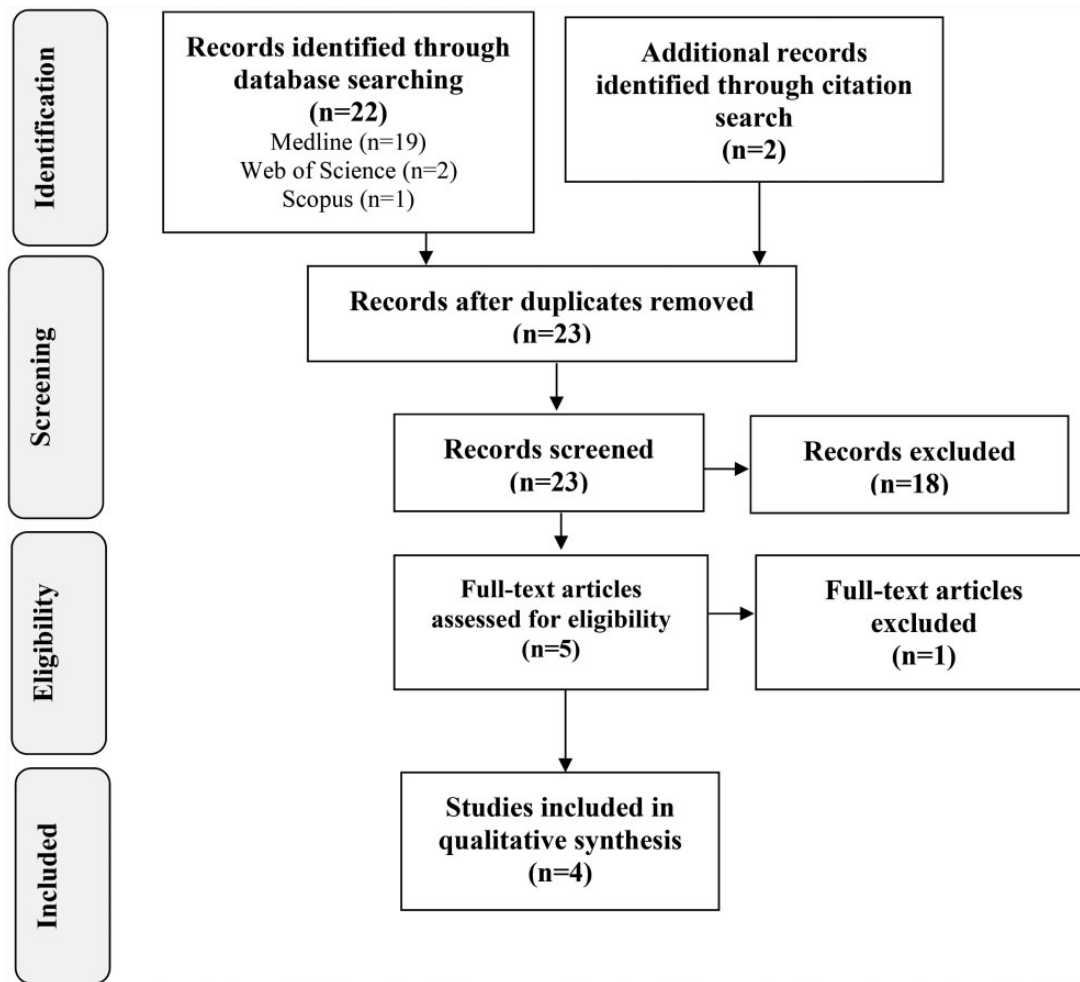 Identification
Records identified through
database searching
(n=22)
Medline (n=19)
Web of Science (n=2)
Scopus (n=1)
Additional records
identified through citation
search
(n=2)
Screening
Records after duplicates removed
(n=23)
Records screened
(n=23)
Records excluded
(n=18)
Eligibility
Full-text articles
assessed for eligibility
(n=5)
Full-text articles
excluded
(n=1)
Included
Studies included in
qualitative synthesis
(n=4)